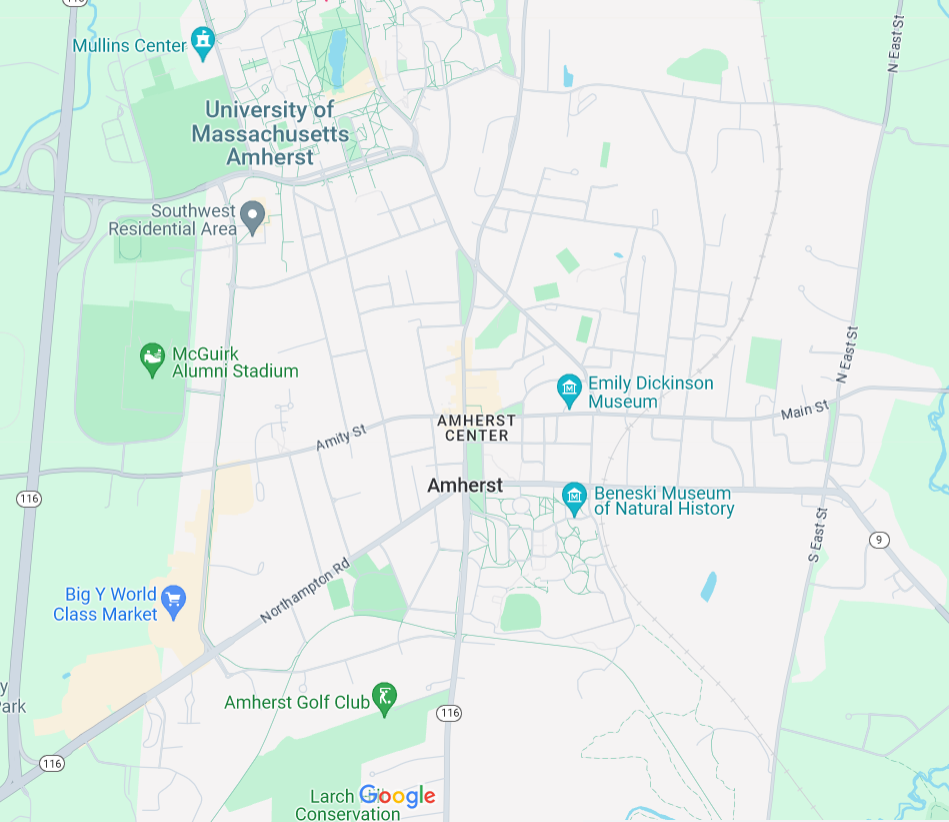 Mullins Center
N East St
University of
Massachusetts
Amherst
Southwest
Residential Area
McGuirk
Alumni Stadium
N East St
Emily Dickinson
Museum
Main St
AMHERST
CENTER
Amity St
Amherst
116
Beneski Museum
of Natural History
S East St
9
Northampton Rd
Big Y World
Class Market
Amherst Golf Club
116
116
Larch
Google
Conservation